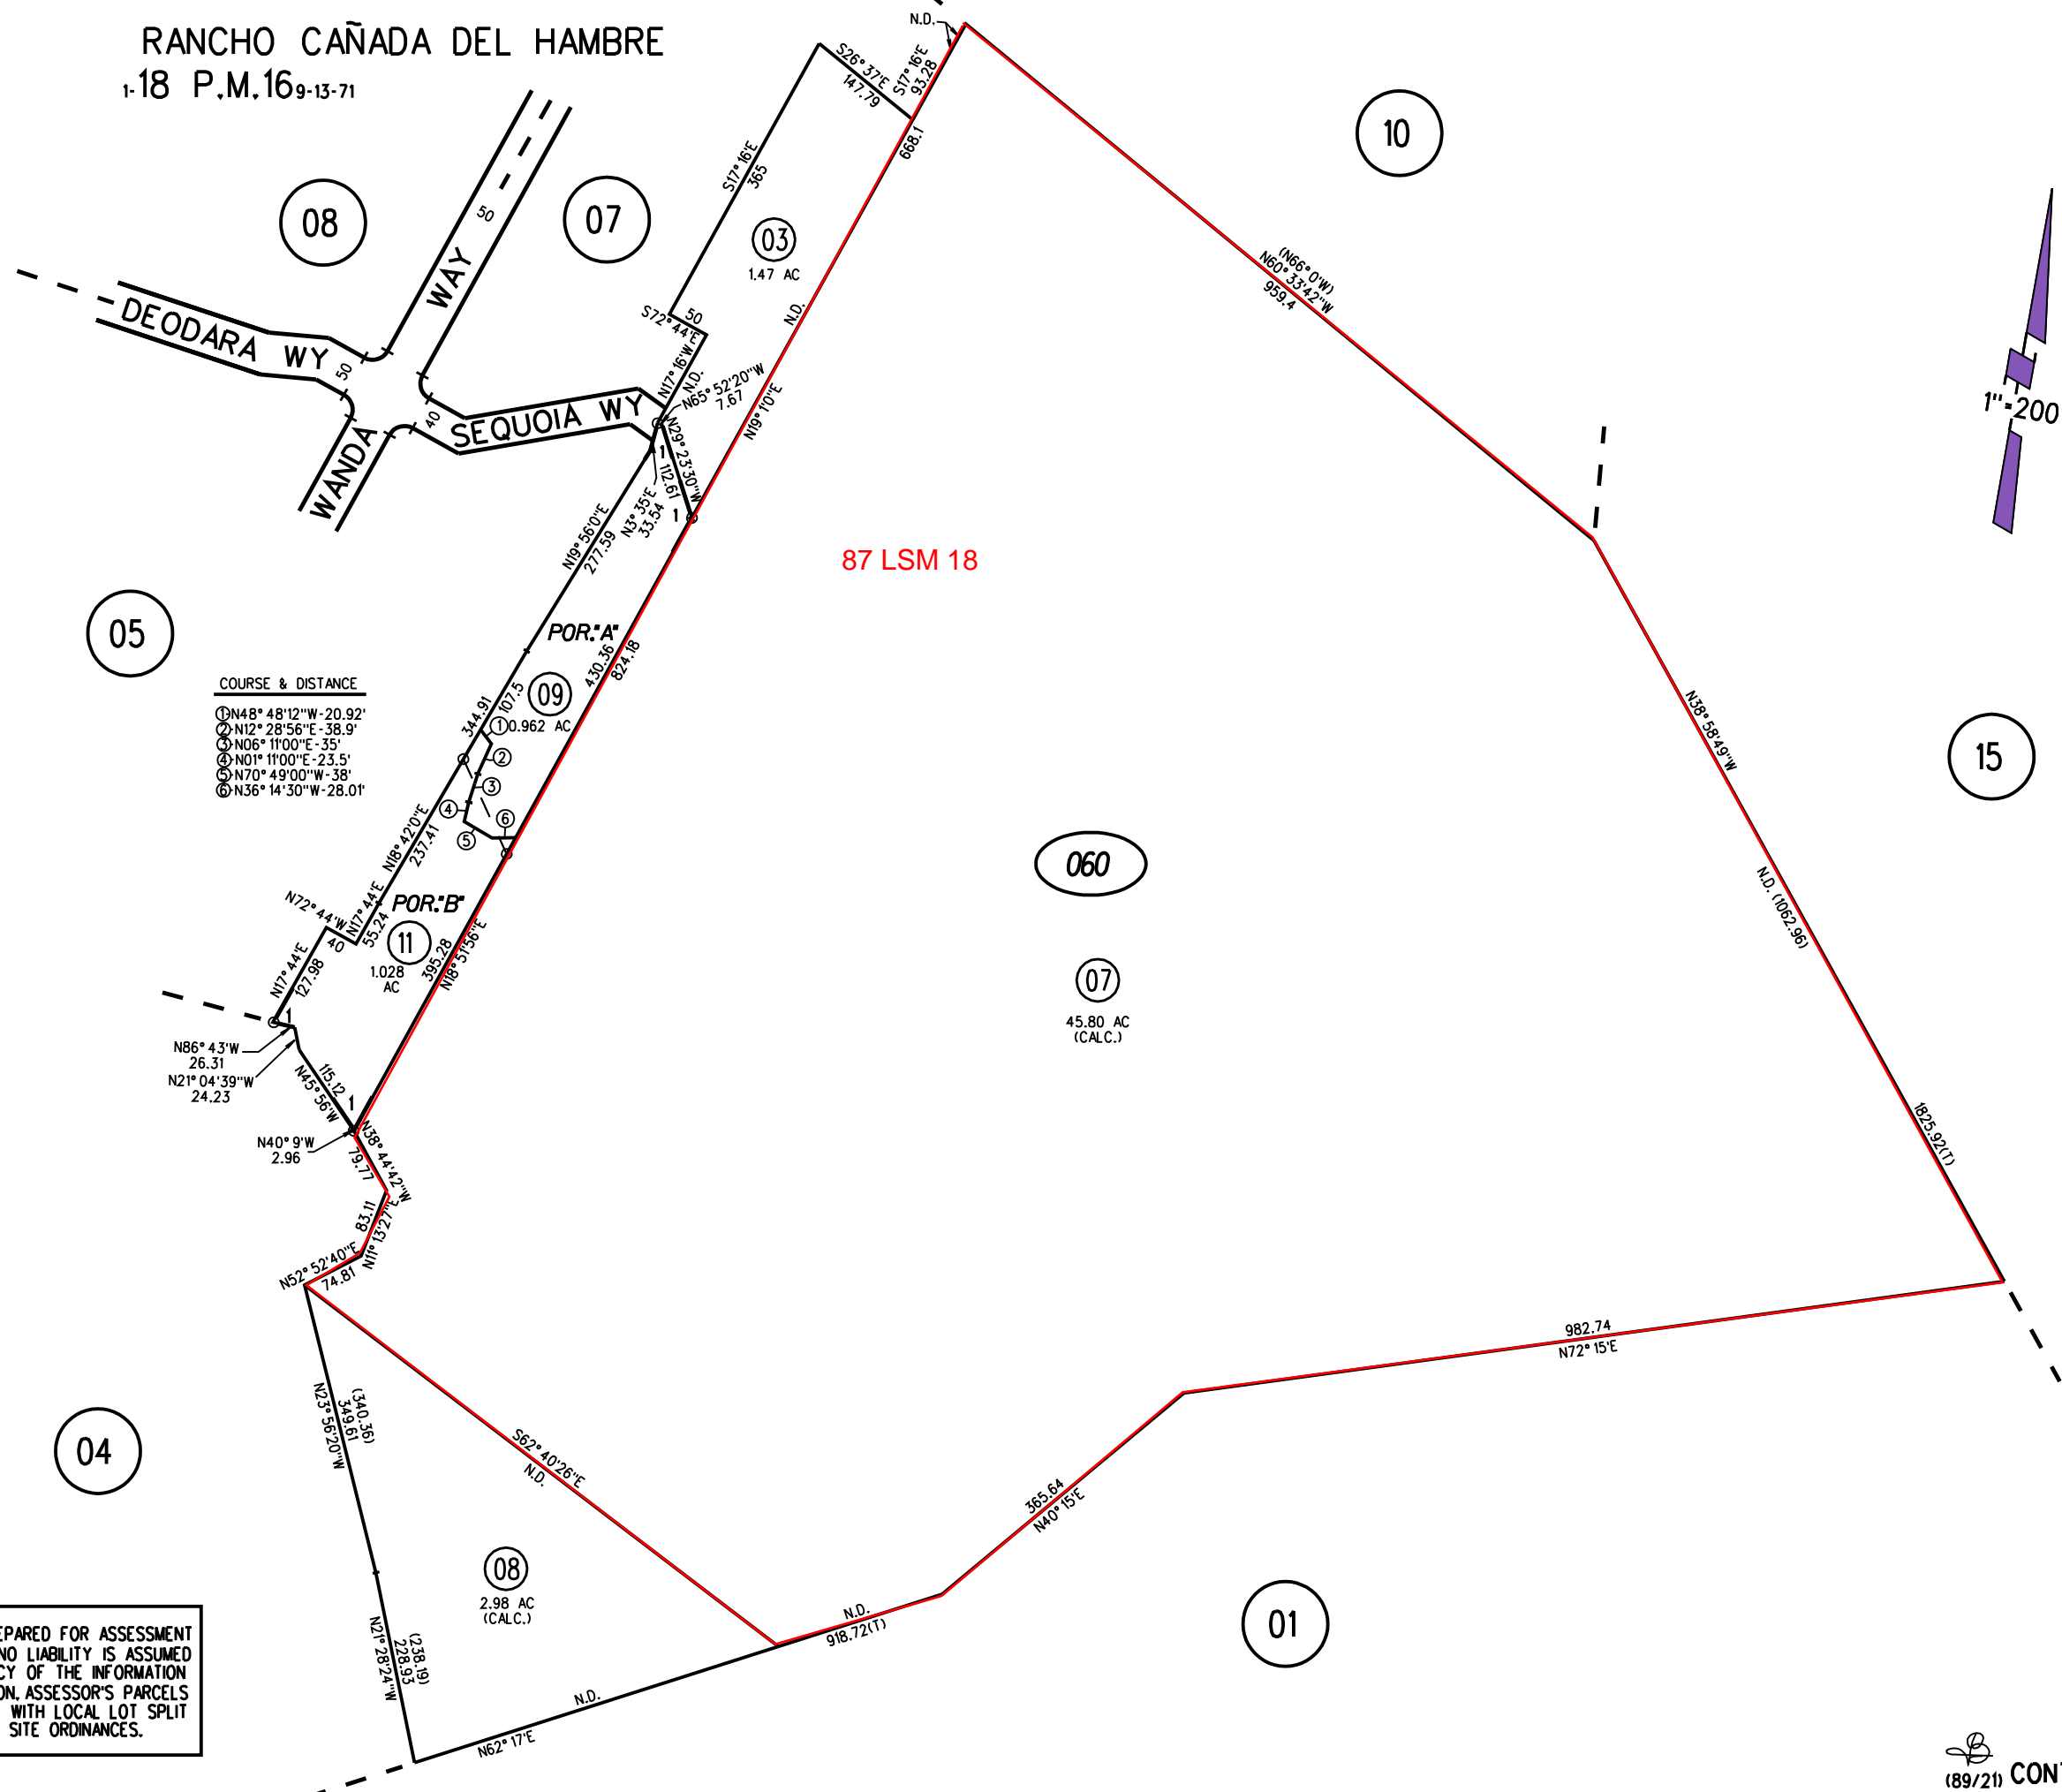 RANCHO CAÑADA DEL HAMBRE
1-18 P.M.16 9-13-71
N.D.
S17°16'E
93.28
S26°37'E
147.79
668.1
10
08
07
S17°16'E
365
03
1.47 AC
(N66°0'W)
N60°33'42"W
959.4
WAY
50
DEODARA WY
50
50
S72°44'E
N17°16'W
N.D.
N.D.
N65°52'20"W
7.67
N19°1'0"E
1"=200
40
SEQUOIA WY
WANDA
N29°23'30"W
112.61
1
1
N3°35'E
33.54
N19°56'0"E
277.59
87 LSM 18
05
POR."A"
430.36
824.18
COURSE & DISTANCE
①N48°48'12"W-20.92'
②N12°28'56"E-38.9'
③N06°11'00"E-35'
④N01°11'00"E-23.5'
⑤N70°49'00"W-38'
⑥N36°14'30"W-28.01'
344.91
107.5
09
1 0.962 AC
2
3
4
5
6
N38°58'49"W
15
060
N18°42'0"E
237.41
N72°44'W
40
N17°44'E
55.24
POR."B"
11
1.028
AC
395.28
N18°51'56"E
N.D. (1062.96)
07
45.80 AC
(CALC.)
N17°44'E
127.98
1
N86°43'W
26.31
N21°04'39"W
24.23
115.12
N45°56'W
1
N40°9'W
2.96
N38°44'42"W
79.77
1825.92(T)
83.11
N11°13'27"E
N52°52'40"E
74.81
982.74
N72°15'E
(340.36)
349.61
N23°56'20"W
04
S62°40'26"E
N.D.
365.64
N40°15'E
08
2.98 AC
(CALC.)
N.D.
918.72(T)
01
(238.19)
228.93
N21°28'24"W
N.D.
N62°17'E
EPARED FOR ASSESSMENT
NO LIABILITY IS ASSUMED
CY OF THE INFORMATION
ON. ASSESSOR'S PARCELS
WITH LOCAL LOT SPLIT
SITE ORDINANCES.
(89/21) CON